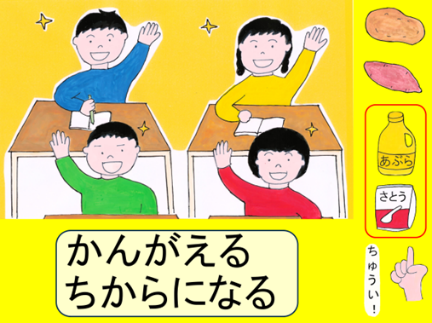 かんがえる
ちからになる
あぶら
さとう
ちゅうい!